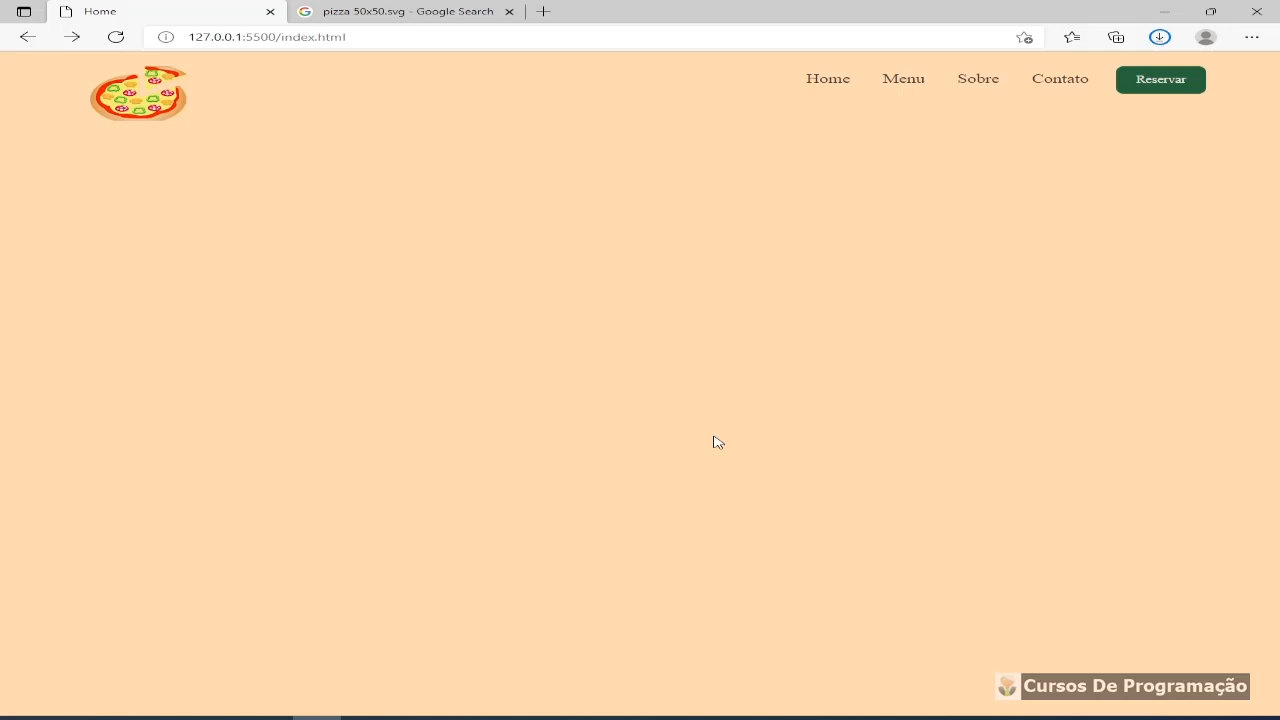 Home
pizza 50x50.svg - Google Search
127.0.0.1:5500/index.html
Home Menu Sobre Contato Reservar
Cursos De Programação